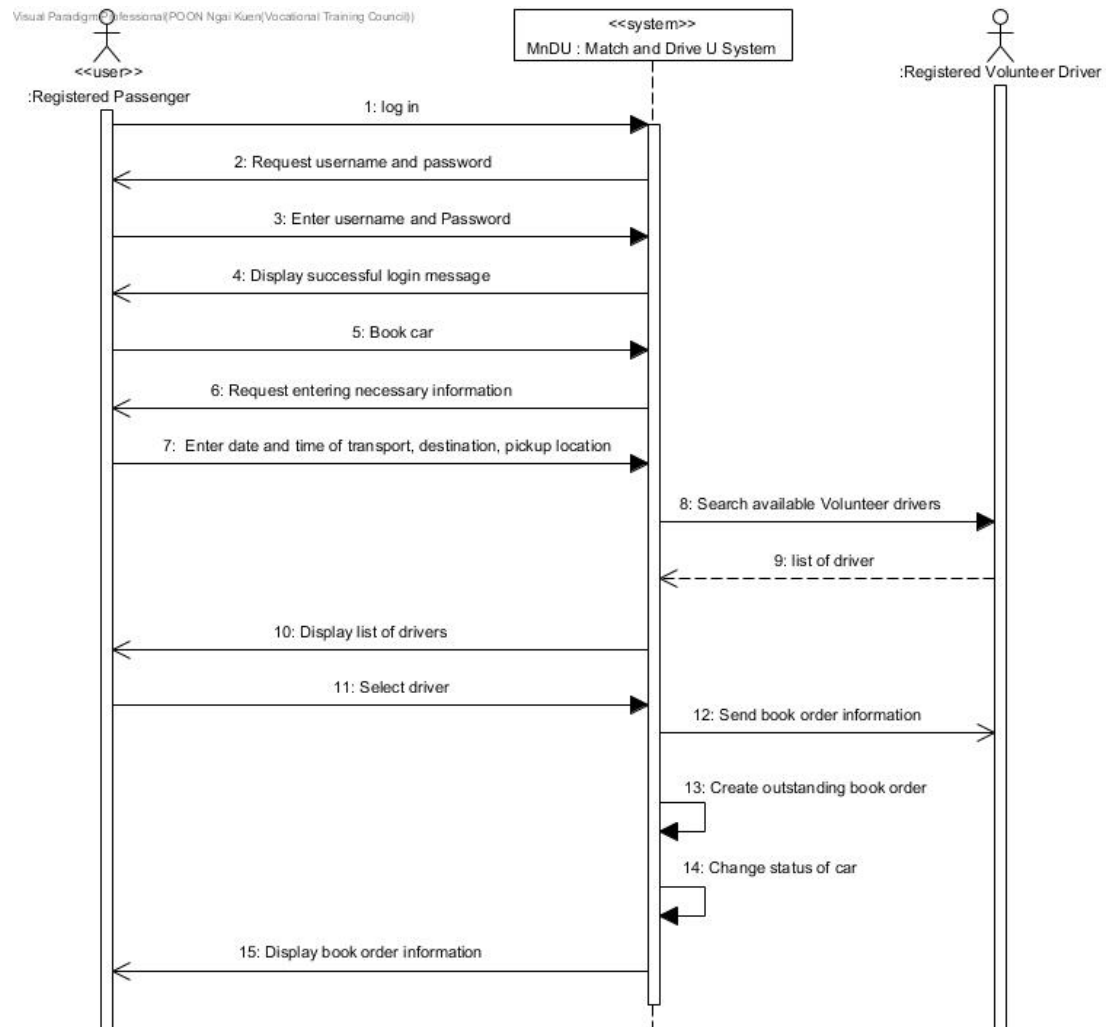 Visual Paradigm Professional(POON Ngai Kuen(Vocational Training Council))
<<system>>
MnDU : Match and Drive U System
<<user>>
:Registered Passenger
:Registered Volunteer Driver
1: log in
2: Request username and password
3: Enter username and Password
4: Display successful login message
5: Book car
6: Request entering necessary information
7:  Enter date and time of transport, destination, pickup location
8: Search available Volunteer drivers
9: list of driver
10: Display list of drivers
11: Select driver
12: Send book order information
13: Create outstanding book order
14: Change status of car
15: Display book order information